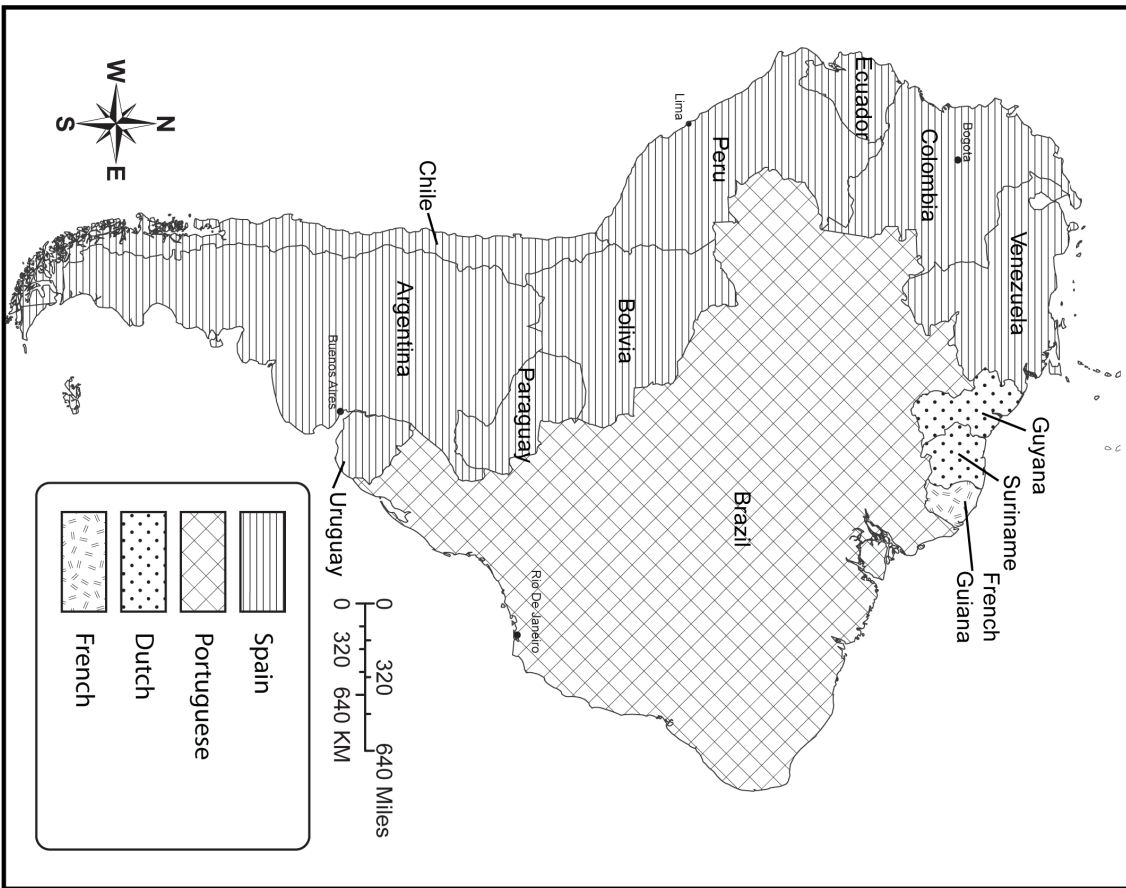 Venezuela
Guyana
Suriname
French
Guiana
Bogota
Colombia
Ecuador
Peru
Lima
Brazil
Bolivia
Paraguay
Chile
Argentina
Buenos Aires
Uruguay
Rio De Janeiro
N
W
E
S
0 320 640 Miles
0 320 640 KM
Spain
Portuguese
Dutch
French